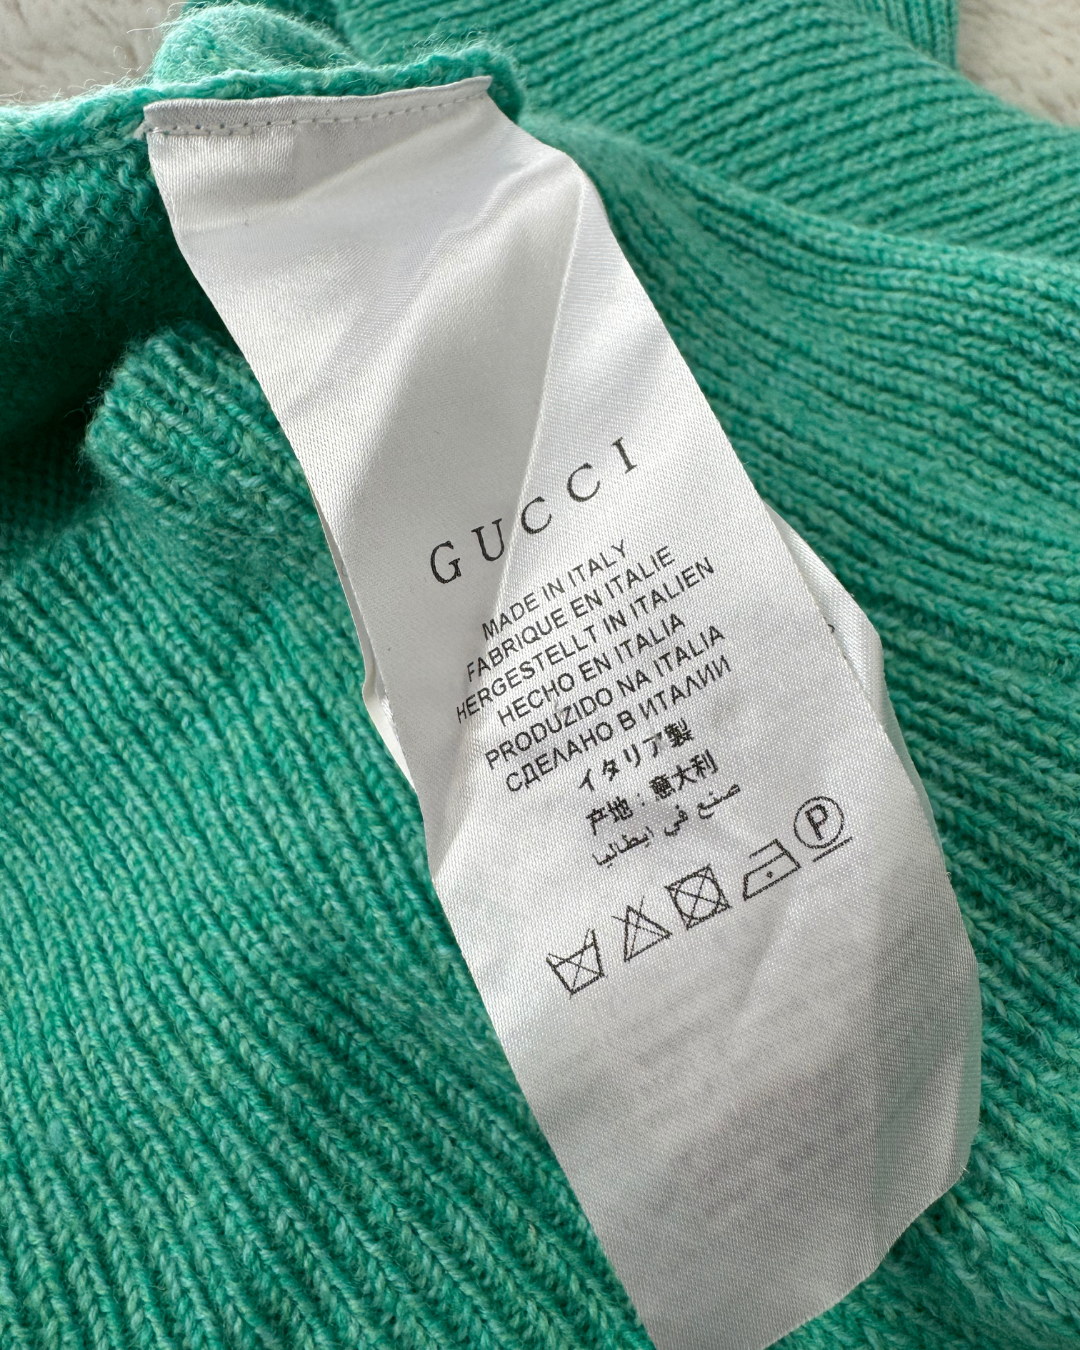 GUCCI
MADE IN ITALY
FABRIQUE EN ITALIE
HERGESTELLT IN ITALIEN
HECHO EN ITALIA
PRODUZIDO NA ITALIA
СДЕЛАНО В ИТАЛИИ
イタリア製
产地：意大利
صنع في ايطاليا
P